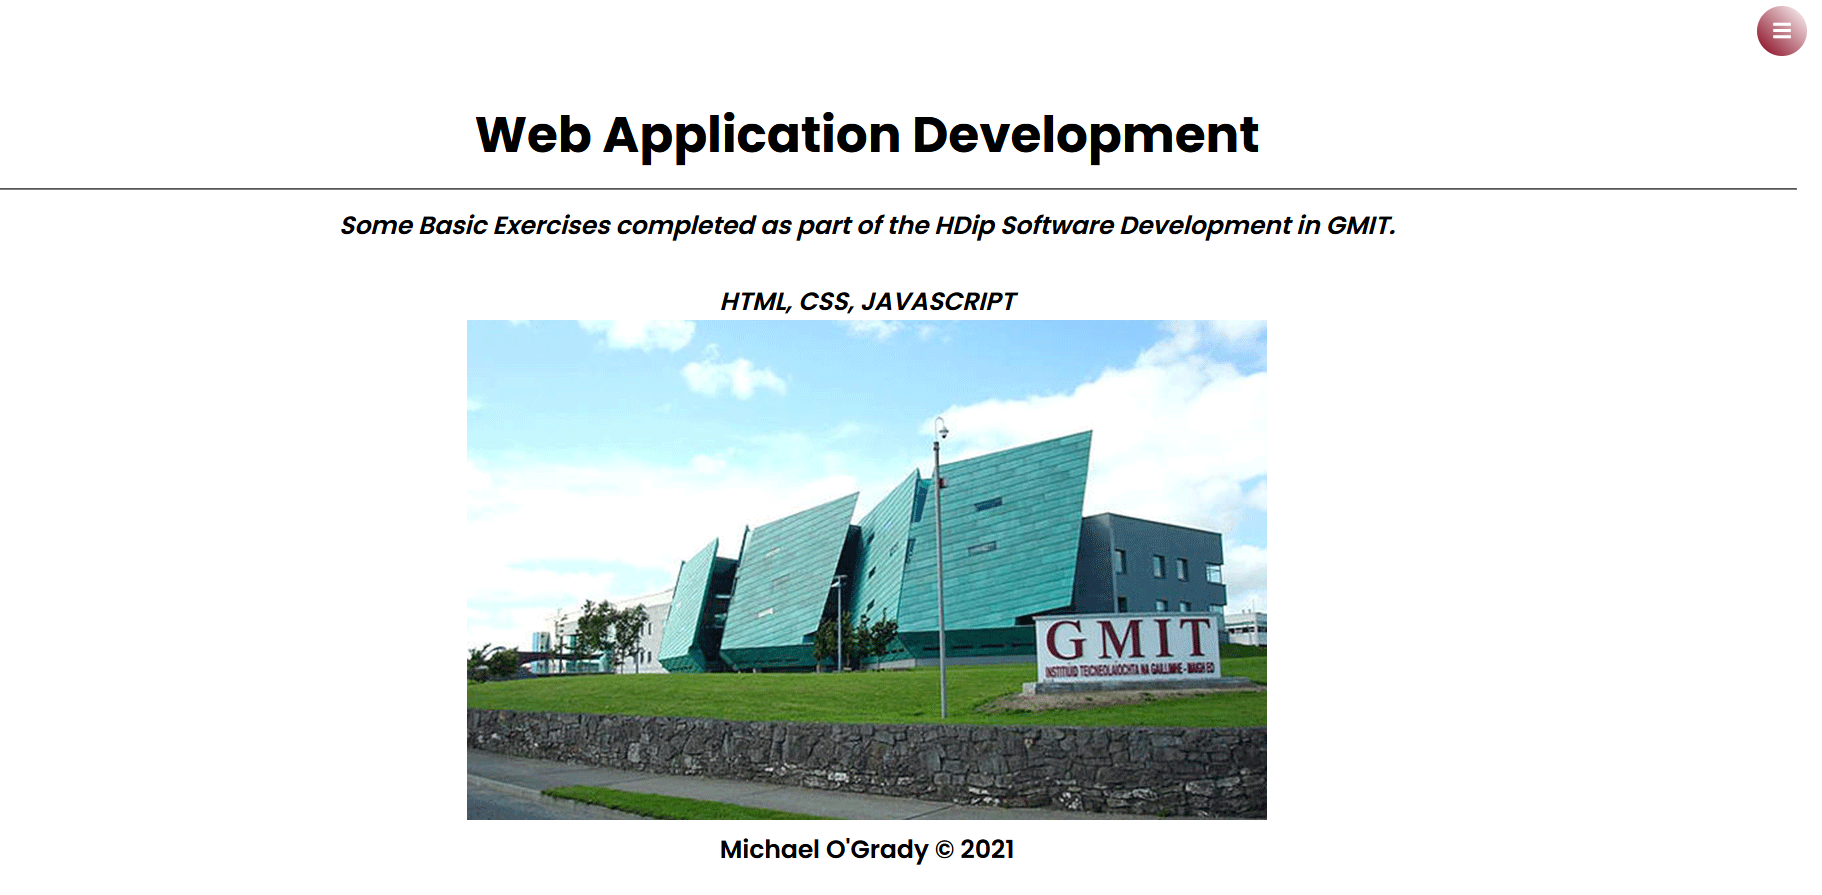 Web Application Development
Some Basic Exercises completed as part of the HDip Software Development in GMIT.
HTML, CSS, JAVASCRIPT
GMIT
INSTITIÚID TEICNEOLAÍOCHTA NA GAILLIMHE - MAIGH EO
Michael O'Grady © 2021